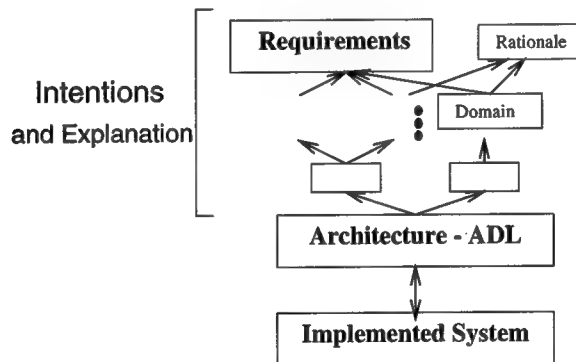 Requirements
Rationale
Intentions
and Explanation
Domain
Architecture - ADL
Implemented System